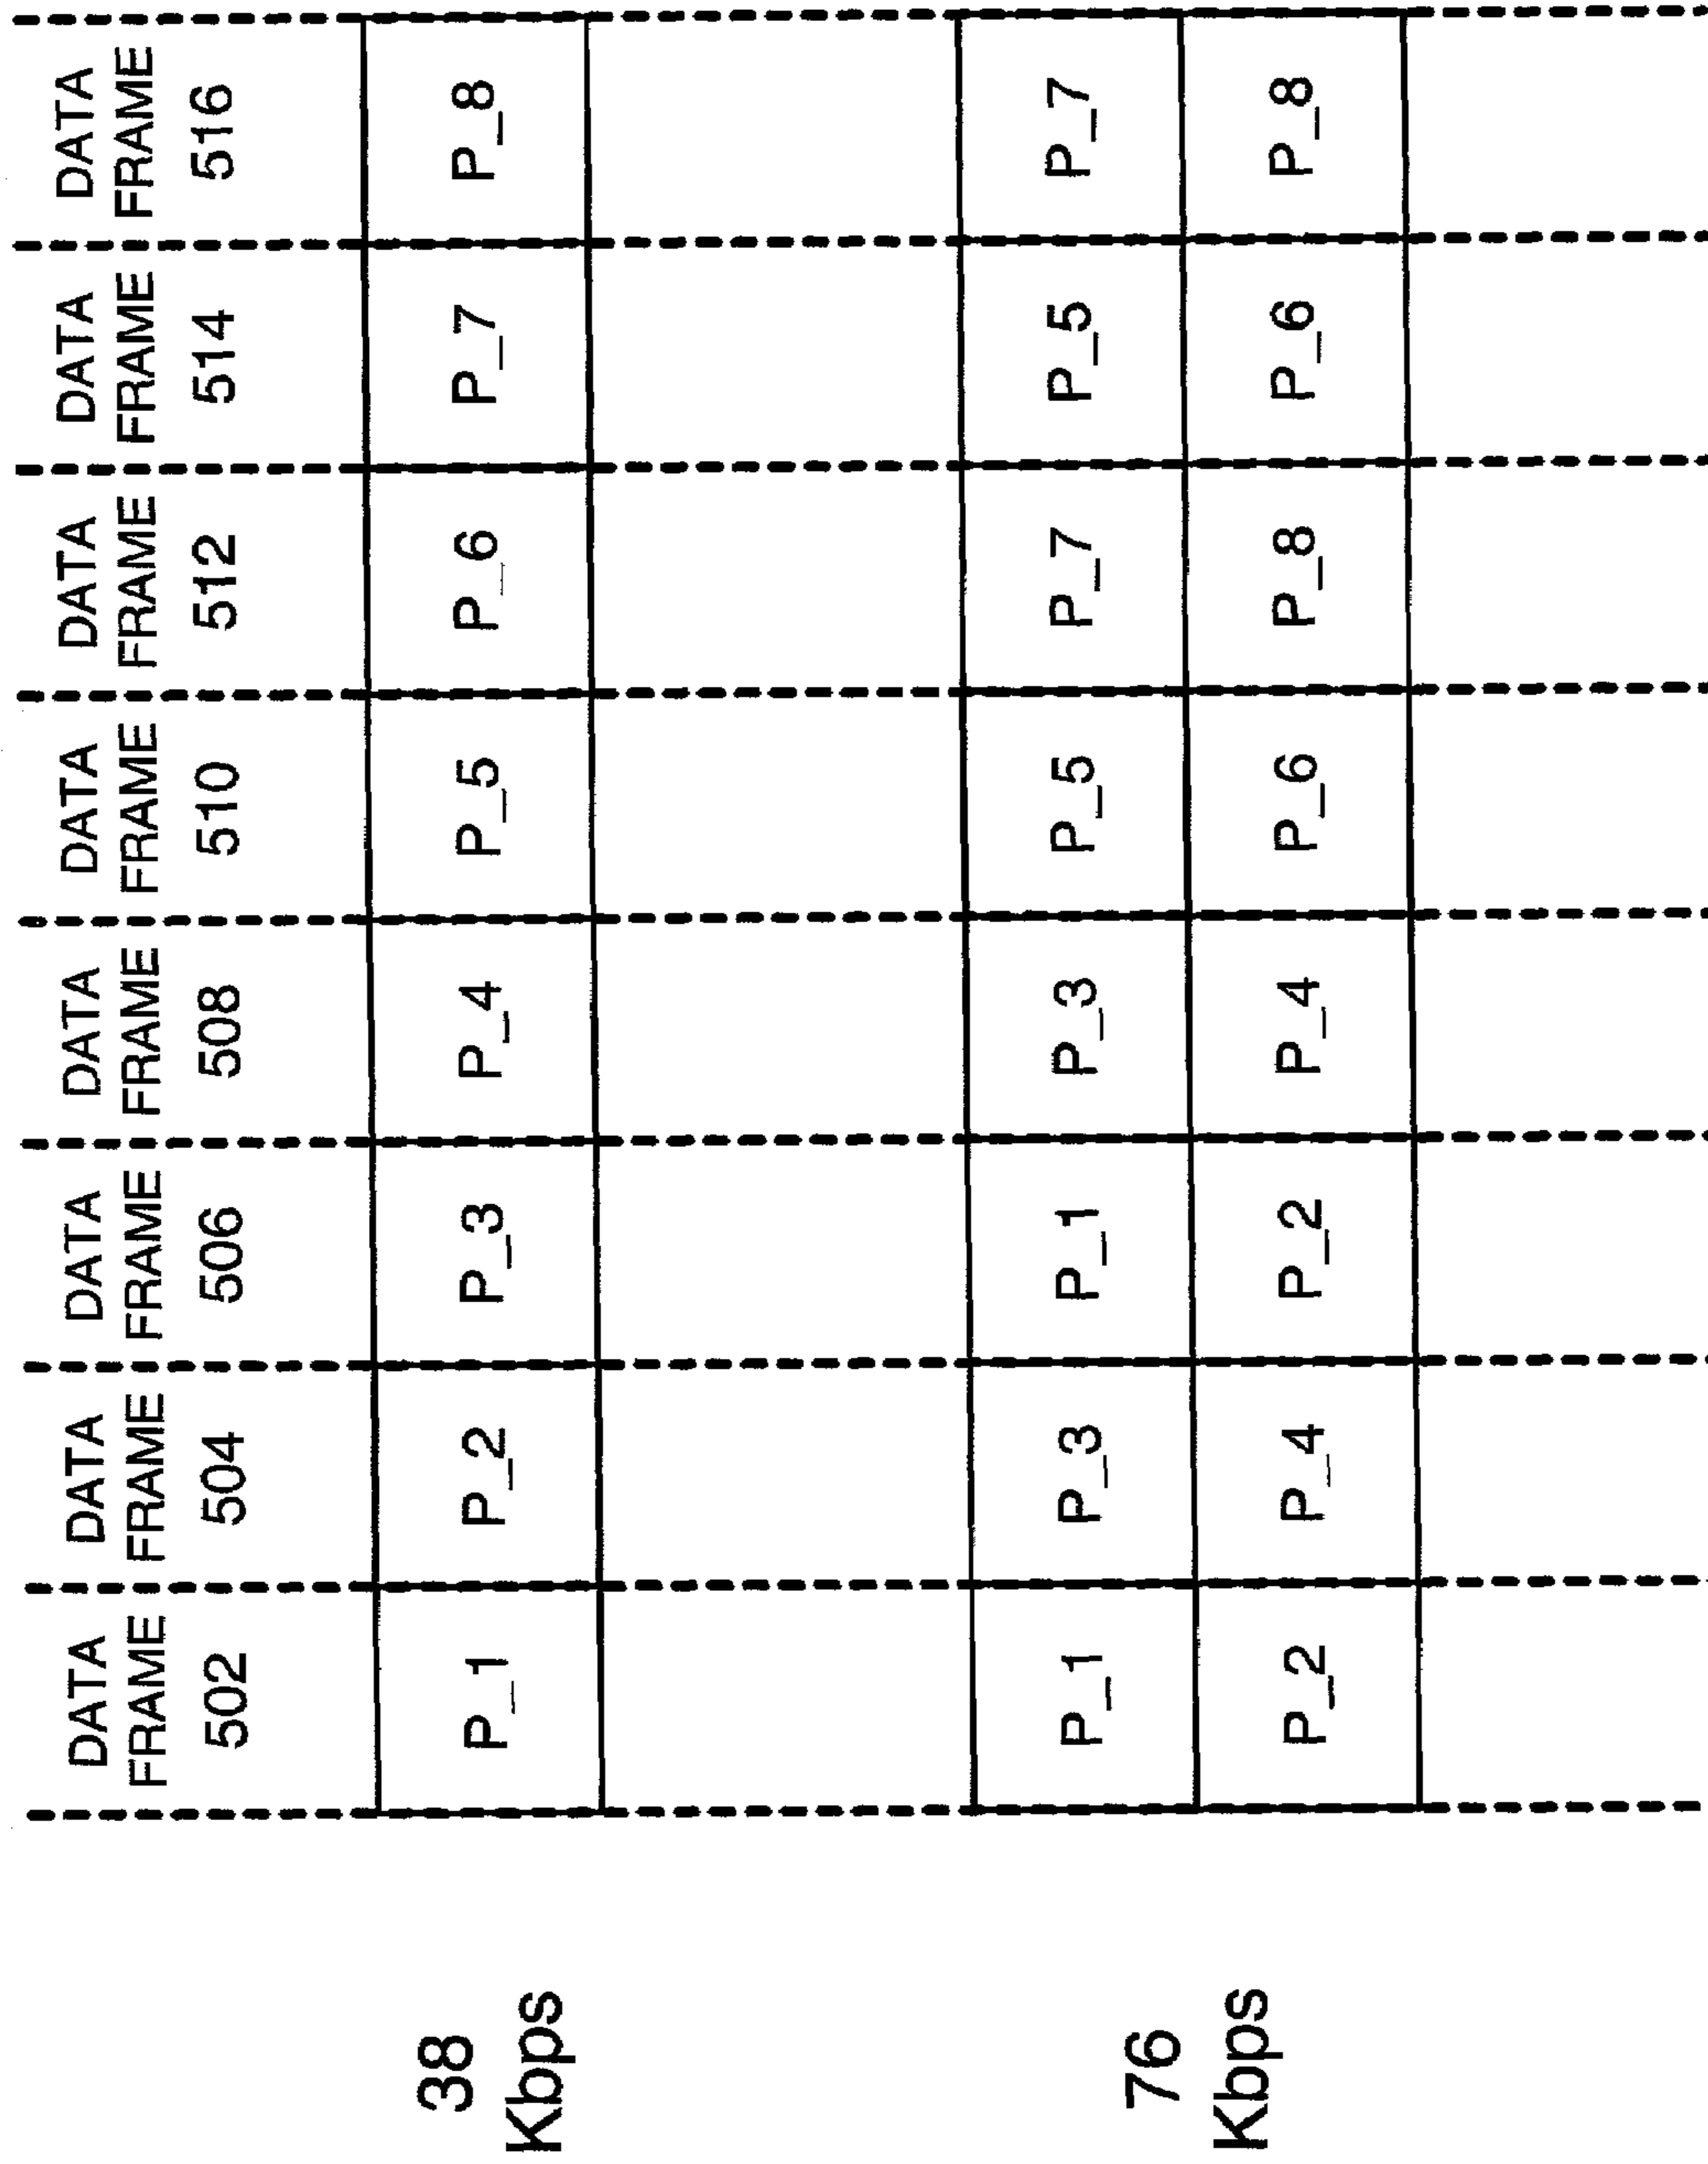 DATA DATA DATA DATA DATA DATA DATA DATA
FRAME FRAME FRAME FRAME FRAME FRAME FRAME FRAME
502 504 506 508 510 512 514 516
38
Kbps
P_1 P_2 P_3 P_4 P_5 P_6 P_7 P_8
76
Kbps
P_1 P_3 P_1 P_3 P_5 P_7 P_5 P_7
P_2 P_4 P_2 P_4 P_6 P_8 P_6 P_8